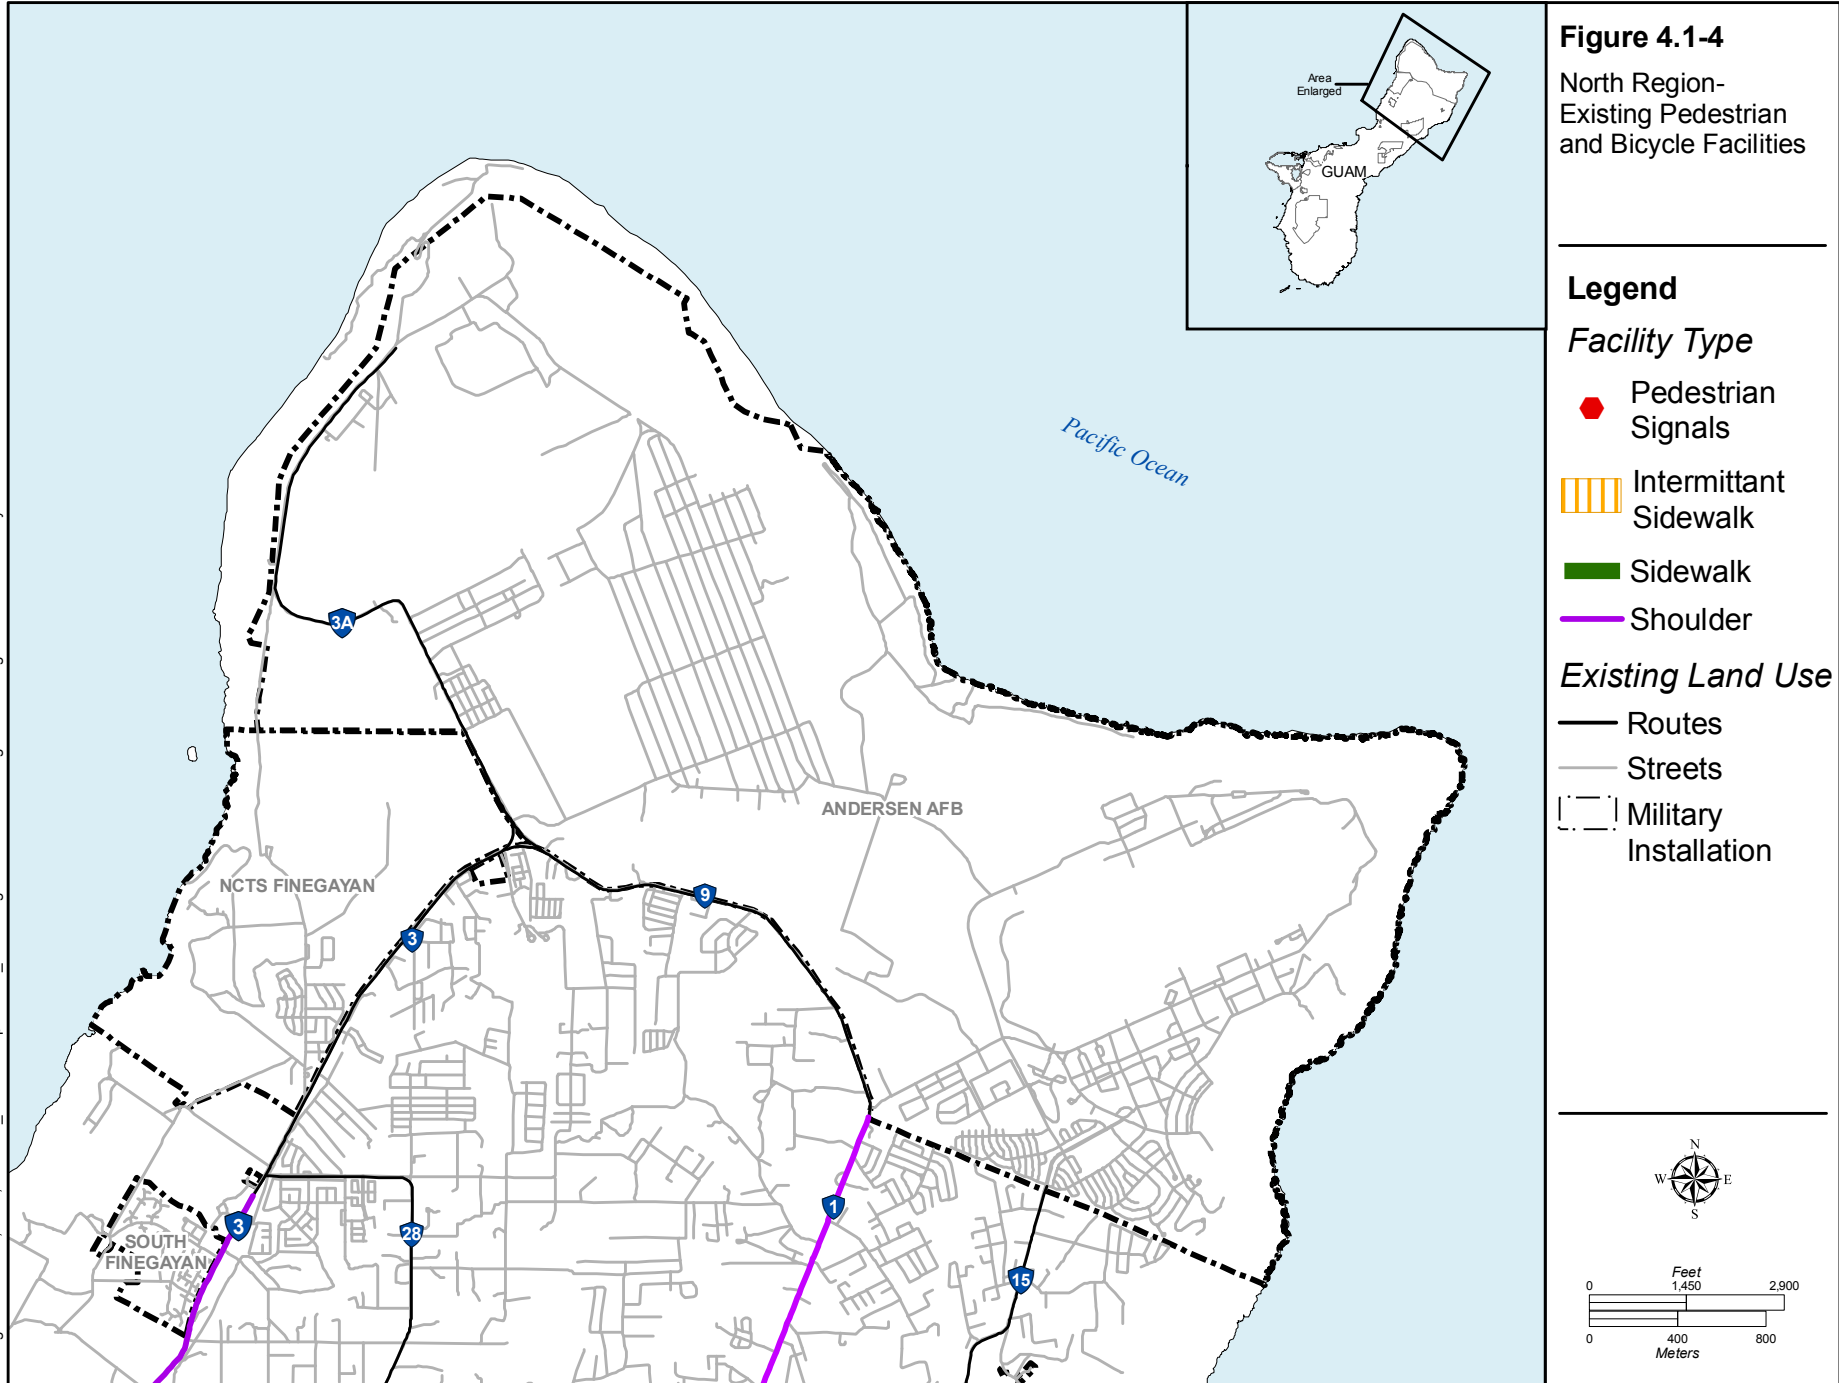 Figure 4.1-4
North Region-
Existing Pedestrian
and Bicycle Facilities
Area
Enlarged
GUAM
Legend
Facility Type
Pedestrian
Signals
Intermittant
Sidewalk
Sidewalk
Shoulder
Existing Land Use
Routes
Streets
Military
Installation
Pacific Ocean
3A
ANDERSEN AFB
NCTS FINEGAYAN
9
3
1
3
28
SOUTH
FINEGAYAN
15
N
W E
S
Feet
0 1,450 2,900
0 400 800
Meters